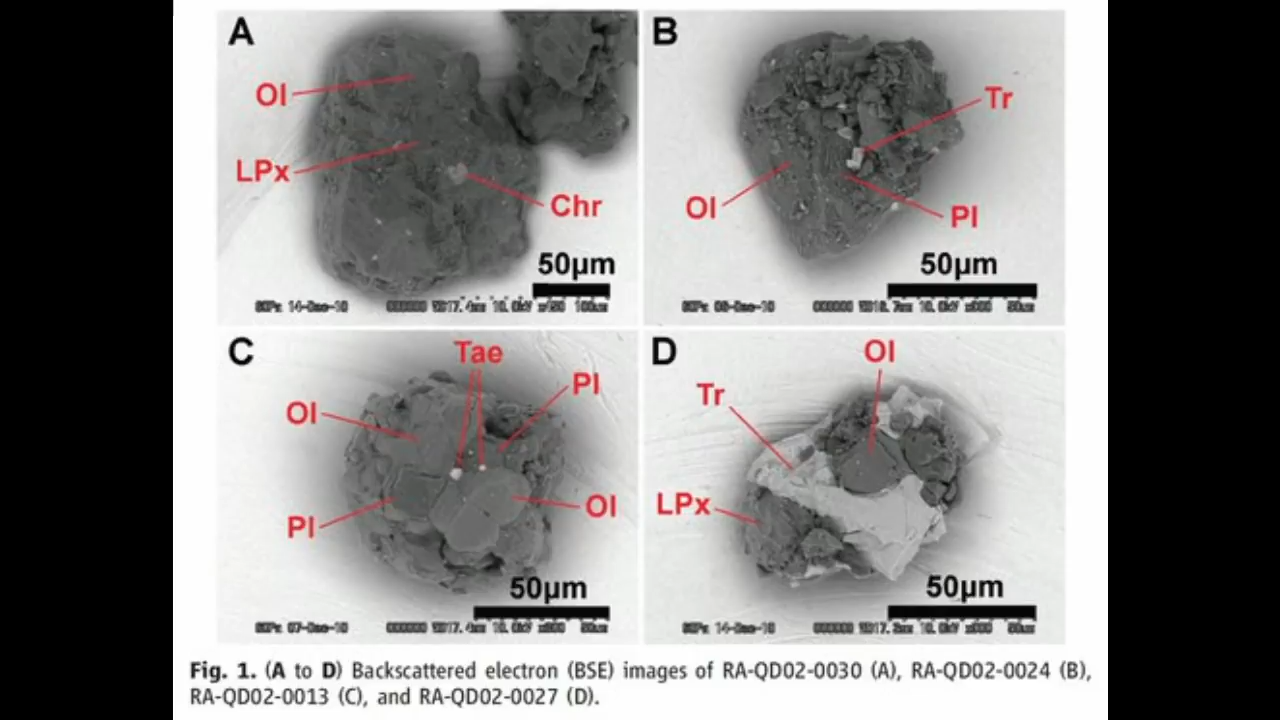 A
Ol
LPx
Chr
50µm
B
Tr
Ol
Pl
50µm
C
Tae
Pl
Ol
Ol
Pl
50µm
D
Ol
Tr
LPx
50µm
Fig. 1. (A to D) Backscattered electron (BSE) images of RA-QD02-0030 (A), RA-QD02-0024 (B),
RA-QD02-0013 (C), and RA-QD02-0027 (D).